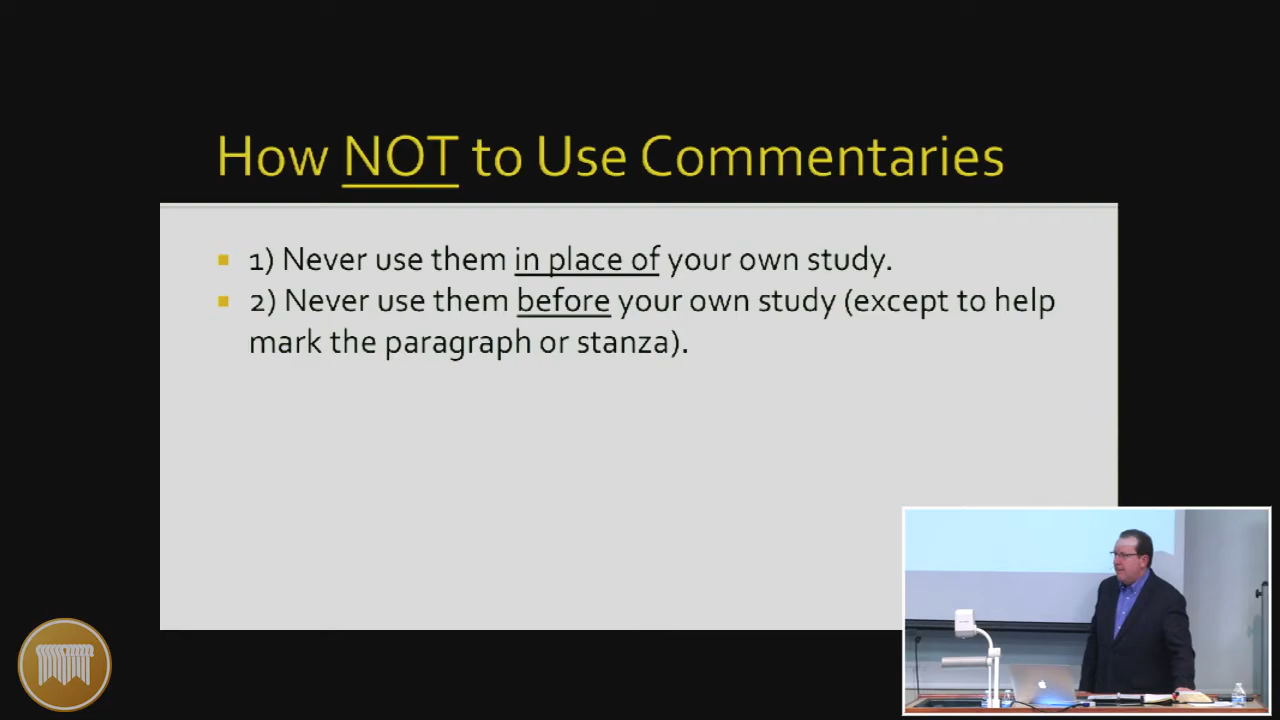 How NOT to Use Commentaries
1) Never use them in place of your own study.
2) Never use them before your own study (except to help
mark the paragraph or stanza).